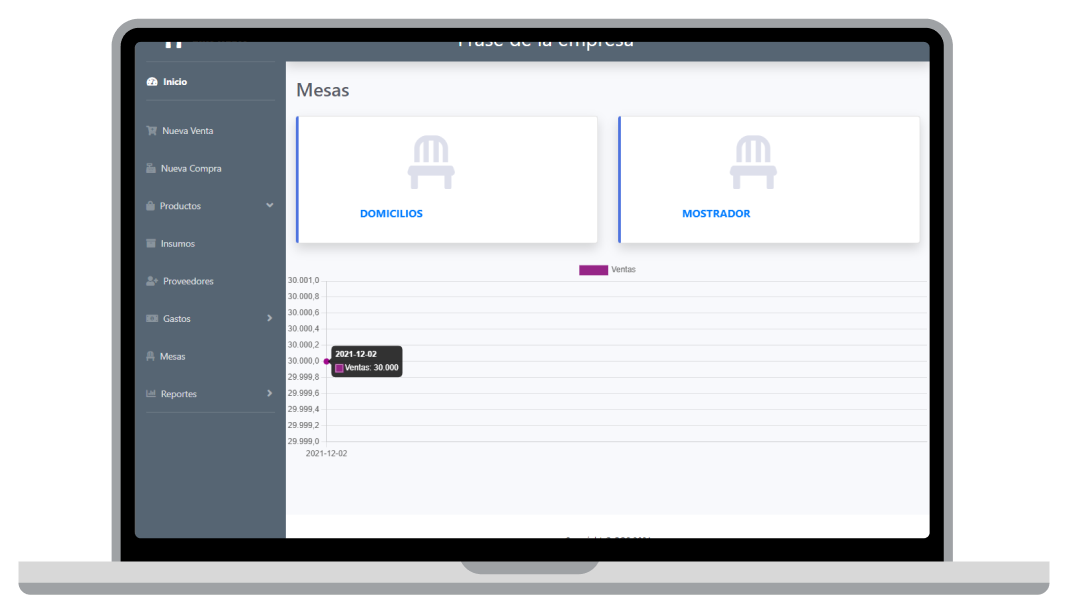 Frase de la empresa
Inicio
Nueva Venta
Nueva Compra
Productos
Insumos
Proveedores
Gastos
Mesas
Reportes
Mesas
DOMICILIOS
MOSTRADOR
Ventas
30.001,0
30.000,8
30.000,6
30.000,4
30.000,2
30.000,0
29.999,8
29.999,6
29.999,4
29.999,2
29.999,0
2021-12-02
Ventas: 30.000
2021-12-02